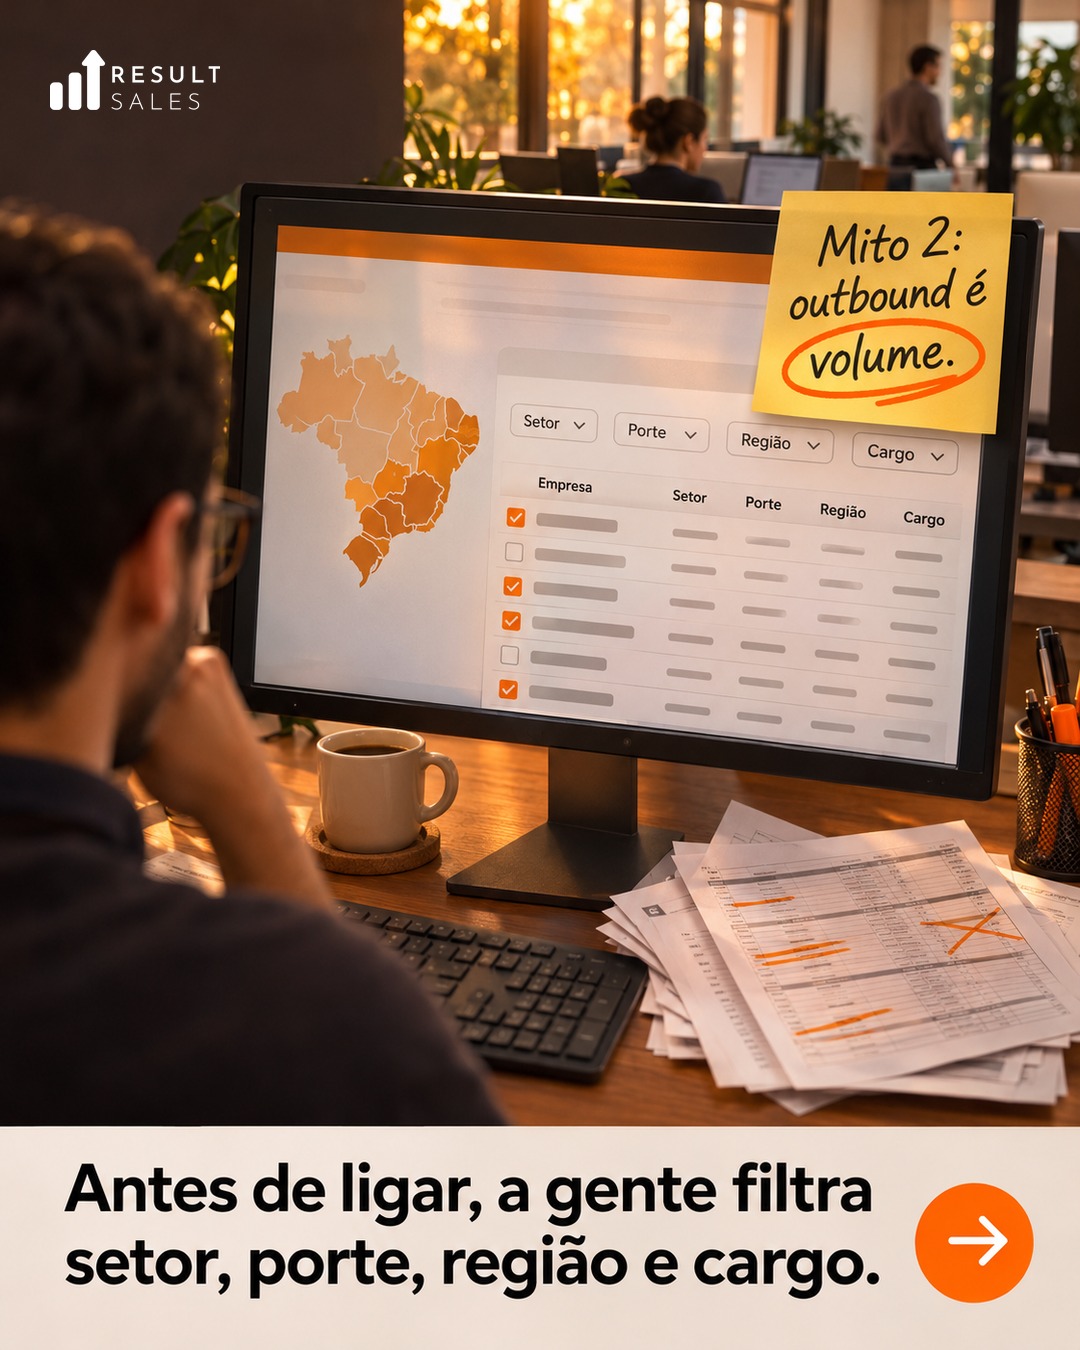 RESULT
SALES
Mito 2:
outbound é
volume.
Setor
Porte
Região
Cargo
Empresa
Setor
Porte
Região
Cargo
Antes de ligar, a gente filtra
setor, porte, região e cargo.